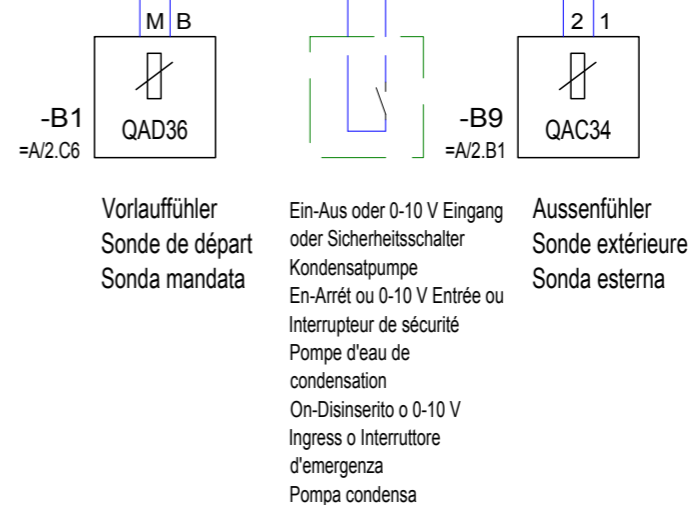 M B
2 1
-B1
QAD36
=A/2.C6
-B9
QAC34
=A/2.B1
Vorlauffühler
Sonde de départ
Sonda mandata
Ein-Aus oder 0-10 V Eingang
oder Sicherheitsschalter
Kondensatpumpe
En-Arrét ou 0-10 V Entrée ou
Interrupteur de sécurité
Pompe d'eau de
condensation
On-Disinserito o 0-10 V
Ingress o Interruttore
d'emergenza
Pompa condensa
Aussenfühler
Sonde extérieure
Sonda esterna